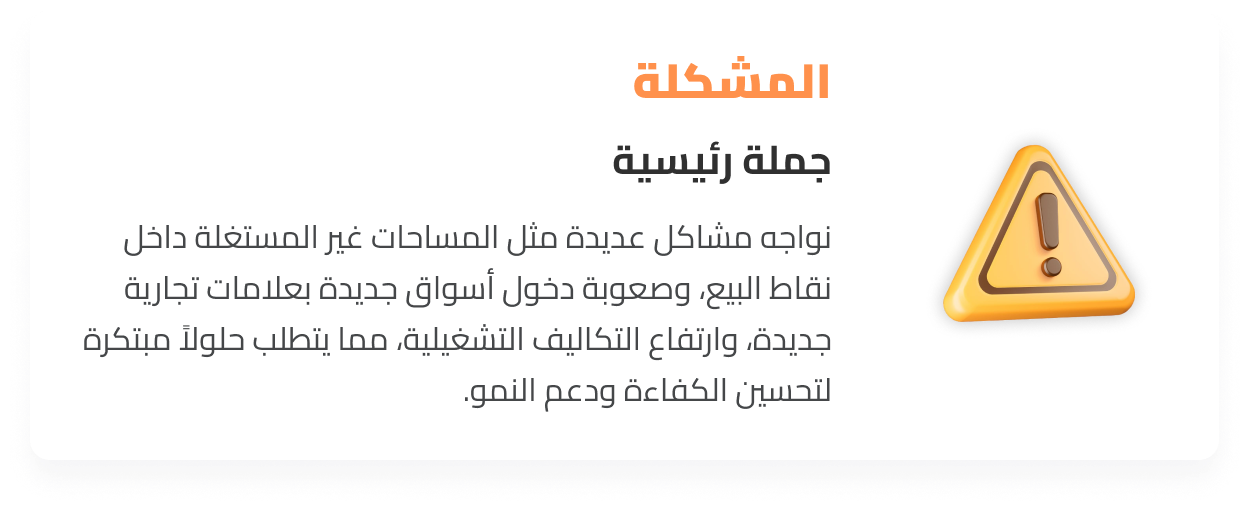 المشكلة
جملة رئيسية
نواجه مشاكل عديدة مثل المساحات غير المستغلة داخل
نقاط البيع، وصعوبة دخول أسواق جديدة بعلامات تجارية
جديدة، وارتفاع التكاليف التشغيلية، مما يتطلب حلولاً مبتكرة
لتحسين الكفاءة ودعم النمو.